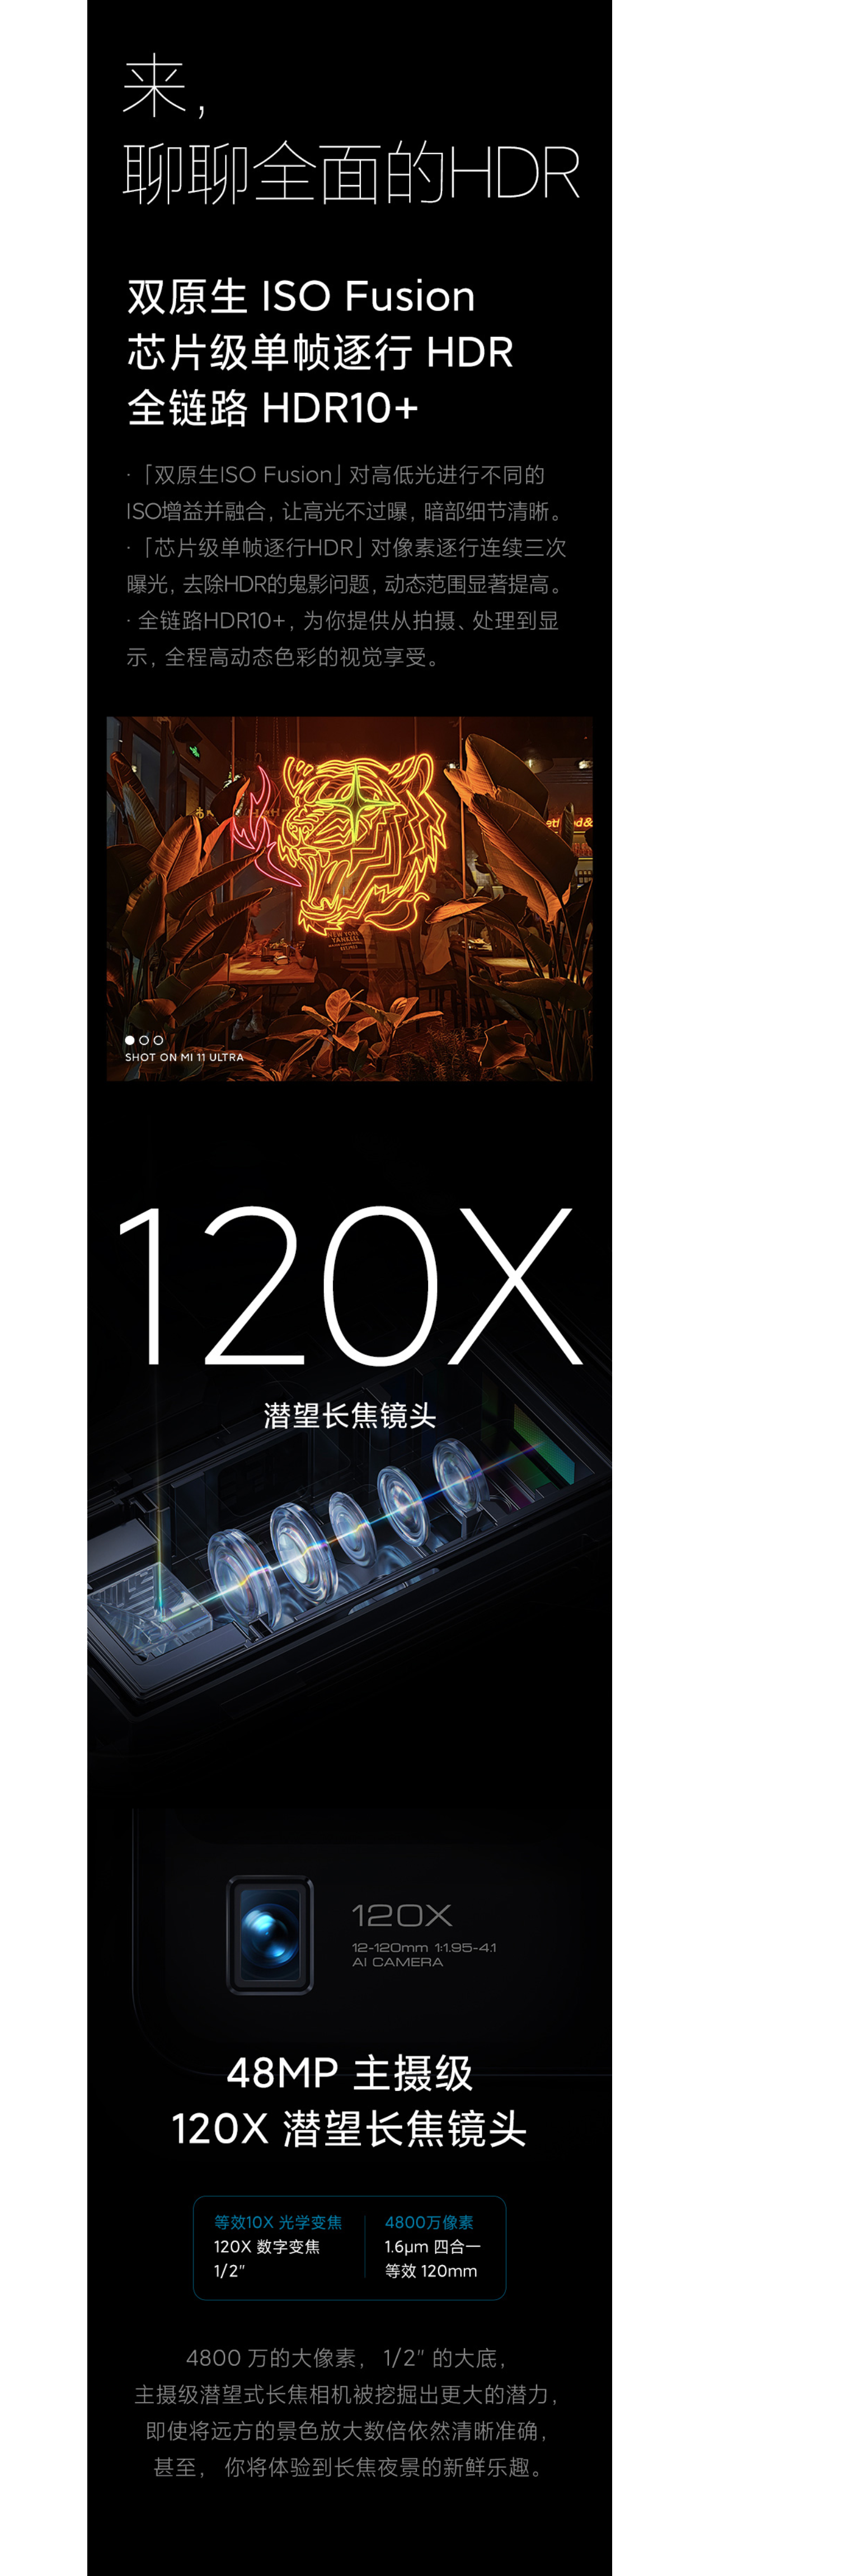 来,
聊聊全面的HDR
双原生 ISO Fusion
芯片级单帧逐行 HDR
全链路 HDR10+
·「双原生ISO Fusion」对高低光进行不同的
ISO增益并融合, 让高光不过曝, 暗部细节清晰。
·「芯片级单帧逐行HDR」对像素逐行连续三次
曝光, 去除HDR的鬼影问题, 动态范围显著提高。
· 全链路HDR10+, 为你提供从拍摄、处理到显
示, 全程高动态色彩的视觉享受。
NEW YORK
YANKEES
SHOT ON MI 11 ULTRA
120X
潜望长焦镜头
120X
12-120mm 1:1.95-4.1
AI CAMERA
48MP 主摄级
120X 潜望长焦镜头
等效10X 光学变焦
120X 数字变焦
1/2"
4800万像素
1.6μm 四合一
等效 120mm
4800 万的大像素, 1/2" 的大底,
主摄级潜望式长焦相机被挖掘出更大的潜力,
即使将远方的景色放大数倍依然清晰准确,
甚至, 你将体验到长焦夜景的新鲜乐趣。